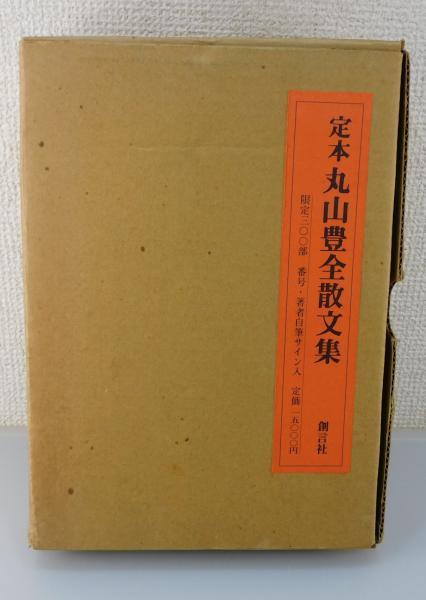 定本 丸山豊全散文集
限定三〇〇部 番号・著者自筆サイン入 定価一五〇〇〇円
創言社